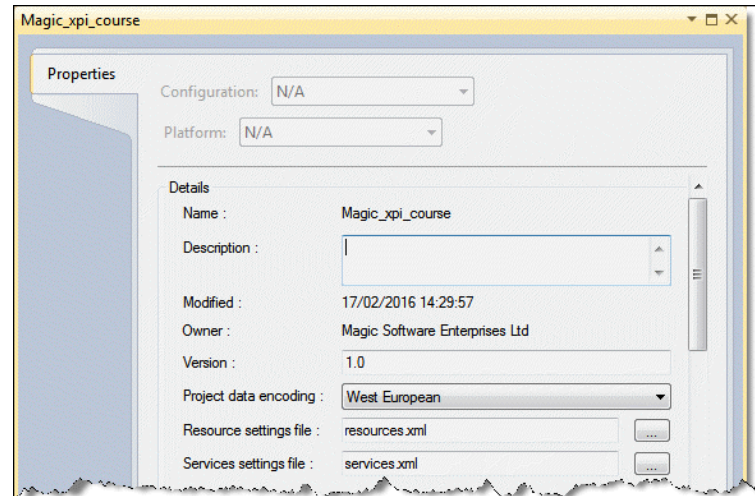 Magic_xpi_course
Properties
Configuration: N/A
Platform: N/A
Details
Name : Magic_xpi_course
Description :
Modified : 17/02/2016 14:29:57
Owner : Magic Software Enterprises Ltd
Version : 1.0
Project data encoding : West European
Resource settings file : resources.xml ...
Services settings file : services.xml ...